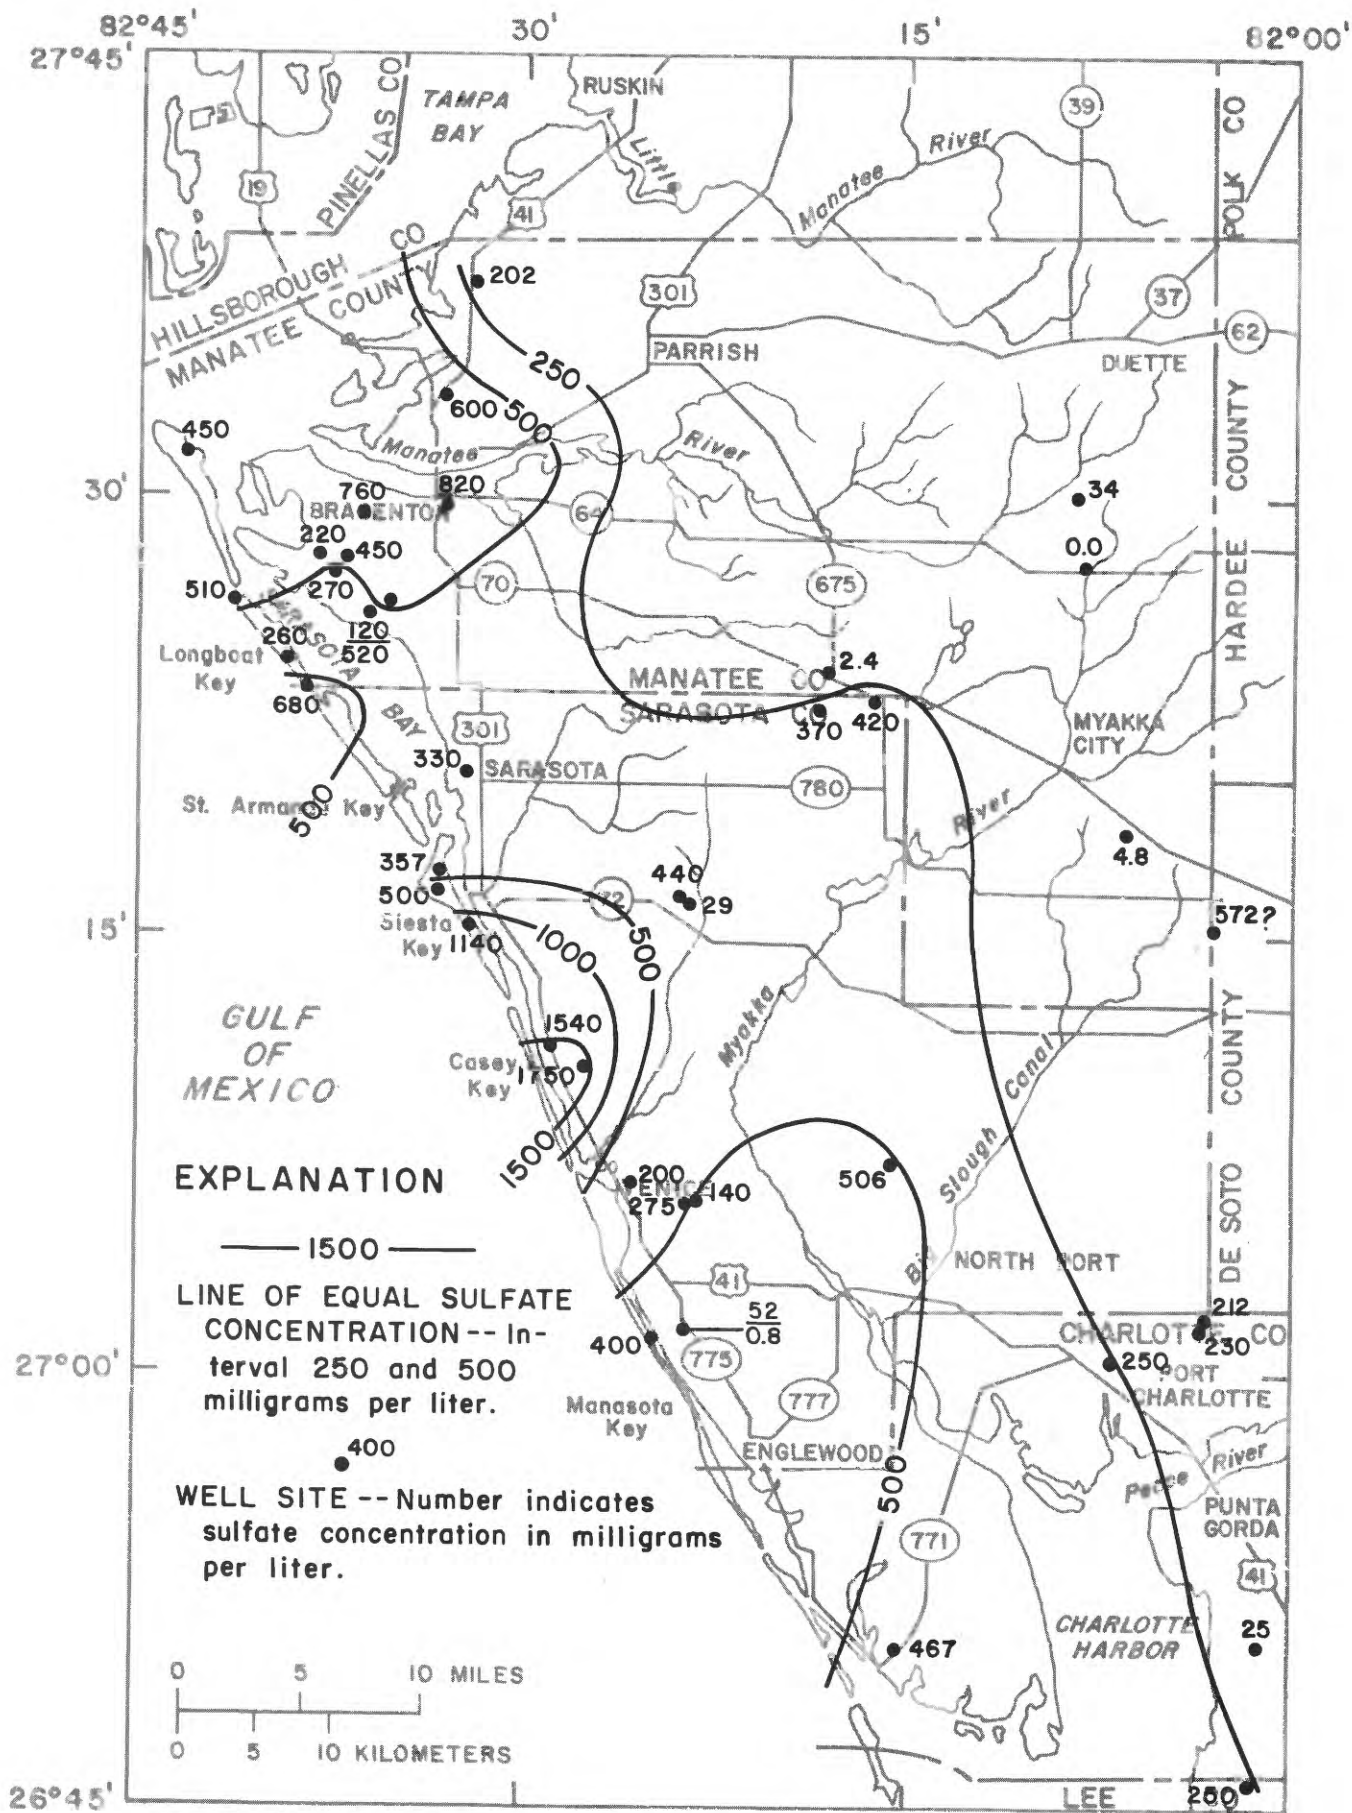 82°45' 30' 15' 82°00'
27°45'
PINELLAS CO
TAMPA
BAY
RUSKIN
39
POLK CO
19
Little
Manatee River
41
CO
HILLSBOROUGH
MANATEE COUNTY
202
301
37
62
PARRISH
DUETTE
250
600
500
450
Manatee River
HARDEE COUNTY
30'
760
820
34
BRADENTON
64
220
450
0.0
510
270
70
675
120
520
SARASOTA BAY
260
Longboat
Key
680
MANATEE CO
2.4
SARASOTA CO
370
420
MYAKKA
CITY
301
330
SARASOTA
780
500
St. Armands Key
River
4.8
357
440
500
72
29
572?
15'
Siesta
Key
1140
1000
500
GULF
OF
MEXICO
Myakka
1540
Casey
Key
1750
1500
Slough Canal
DE SOTO COUNTY
EXPLANATION
200
VENICE
275
140
506
1500
Big
NORTH PORT
LINE OF EQUAL SULFATE
CONCENTRATION -- In-
terval 250 and 500
milligrams per liter.
41
52
0.8
212
CHARLOTTE CO
230
400
27°00'
775
250
PORT
CHARLOTTE
777
Manasota
Key
400
ENGLEWOOD
500
Peace River
WELL SITE -- Number indicates
sulfate concentration in milligrams
per liter.
PUNTA
GORDA
771
41
CHARLOTTE
HARBOR
25
467
0 5 10 MILES
0 5 10 KILOMETERS
26°45'
LEE
250